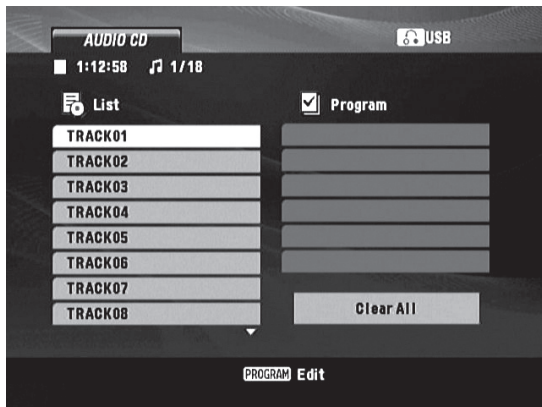 AUDIO CD
USB
1:12:58 1/18
List
Program
TRACK01
TRACK02
TRACK03
TRACK04
TRACK05
TRACK06
TRACK07
TRACK08
Clear All
PROGRAM Edit